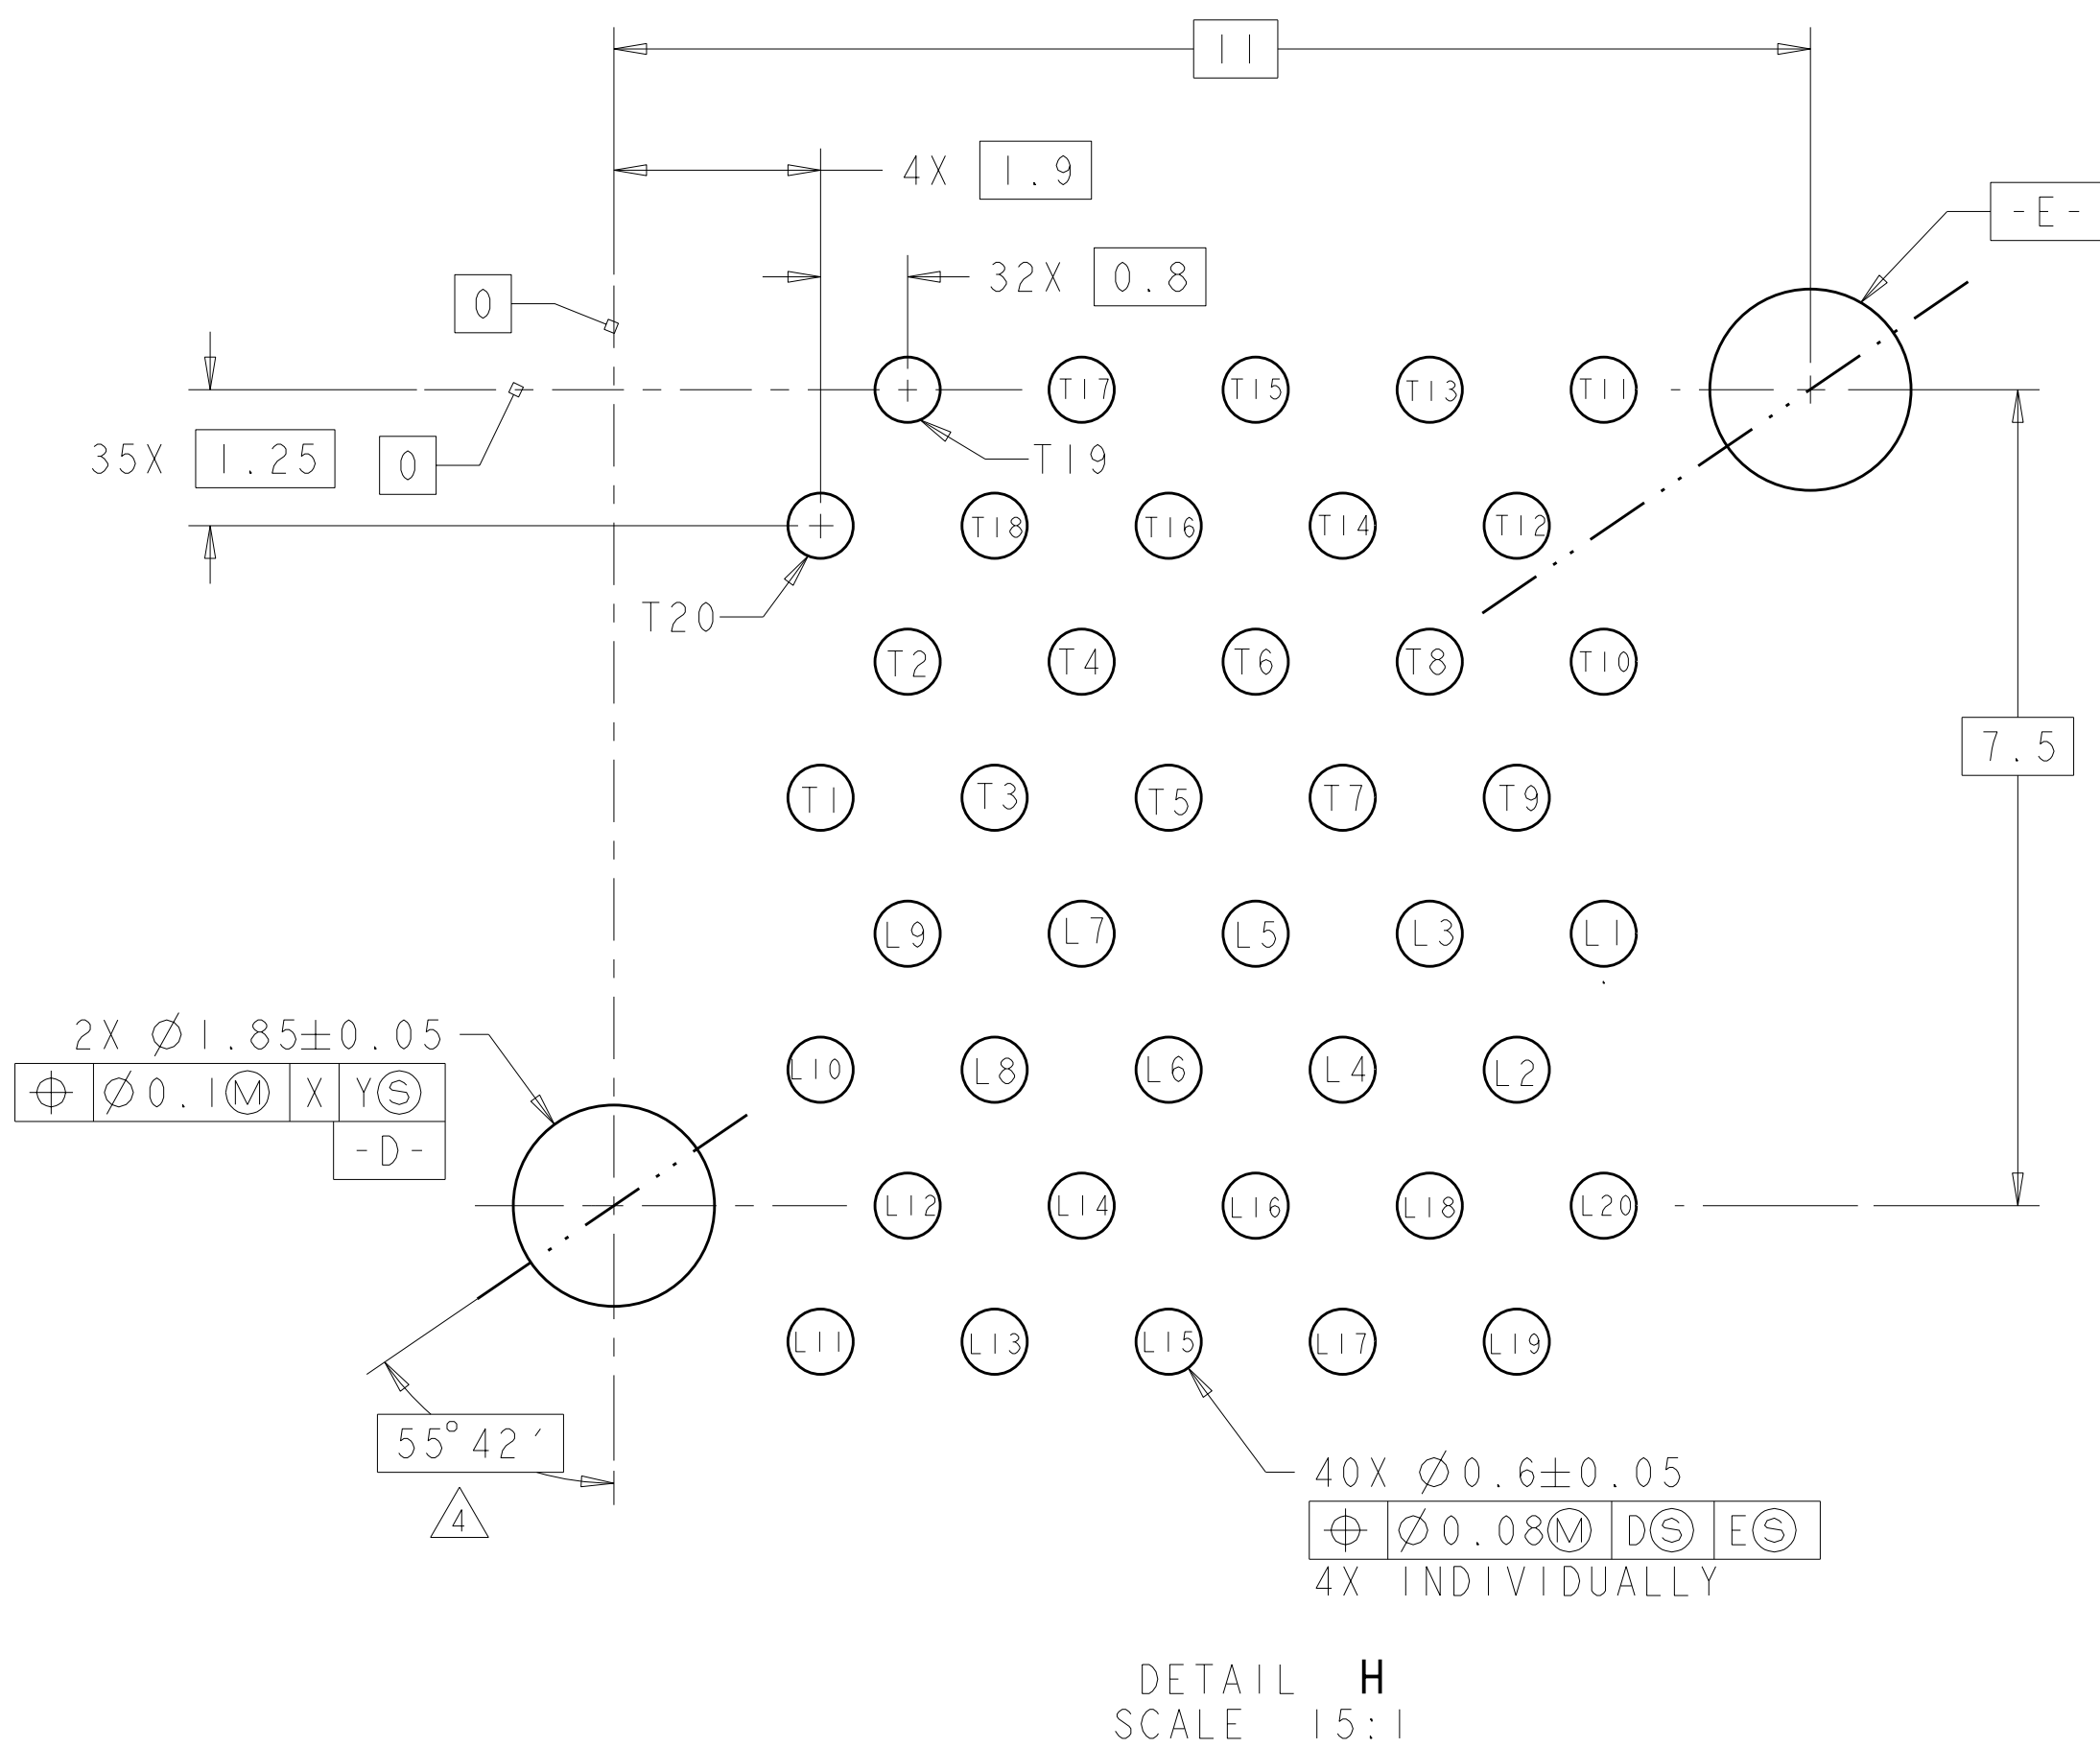 11
4X 1.9
-E-
32X 0.8
0
T17 T15 T13 T11
35X 1.25 0
T19
T18 T16 T14 T12
T20
T2 T4 T6 T8 T10
7.5
T1 T3 T5 T7 T9
L9 L7 L5 L3 L1
2X Ø1.85±0.05
L10 L8 L6 L4 L2
⌖ Ø0.1Ⓜ X YⓈ
-D-
L12 L14 L16 L18 L20
L11 L13 L15 L17 L19
55°42′
4
40X Ø0.6±0.05
⌖ Ø0.08Ⓜ DⓈ EⓈ
4X INDIVIDUALLY
DETAIL H
SCALE 15:1